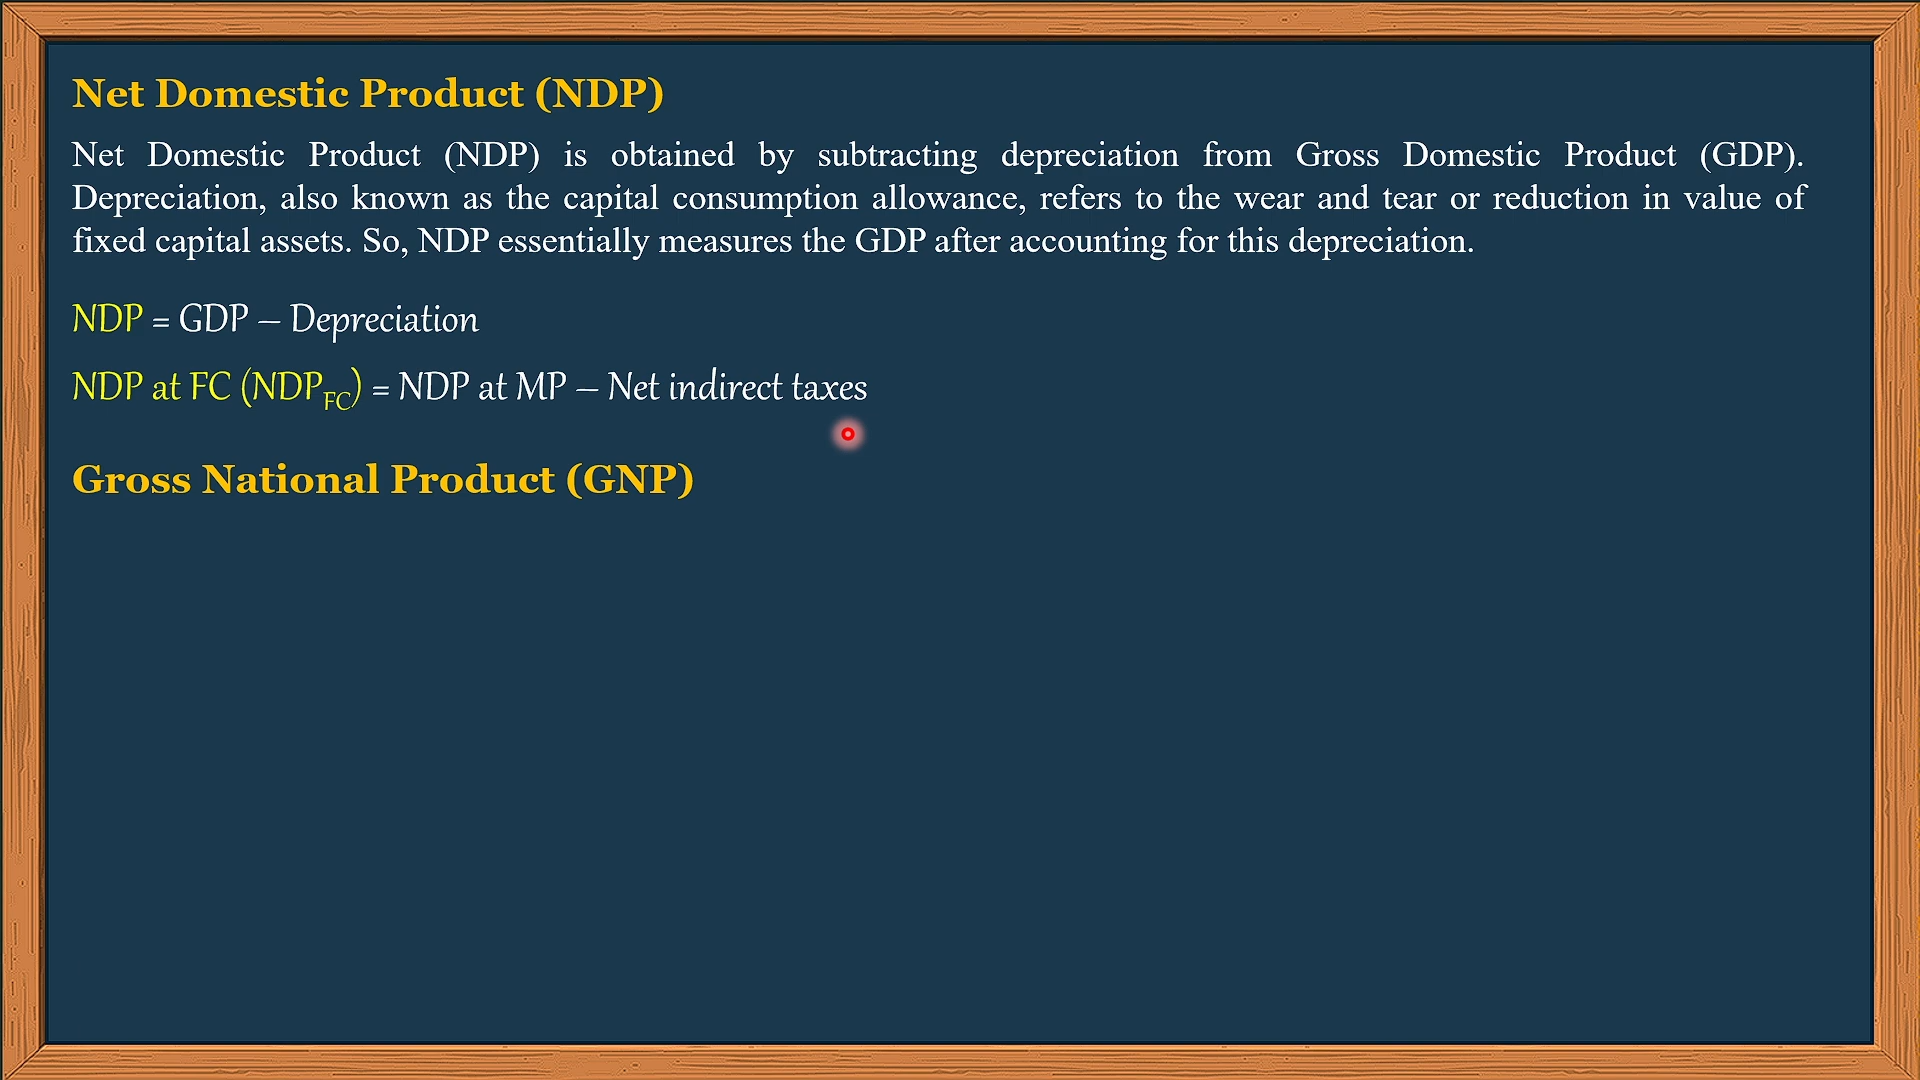 Net Domestic Product (NDP)
Net Domestic Product (NDP) is obtained by subtracting depreciation from Gross Domestic Product (GDP).
Depreciation, also known as the capital consumption allowance, refers to the wear and tear or reduction in value of
fixed capital assets. So, NDP essentially measures the GDP after accounting for this depreciation.
NDP = GDP – Depreciation
NDP at FC (NDP_FC) = NDP at MP – Net indirect taxes
Gross National Product (GNP)